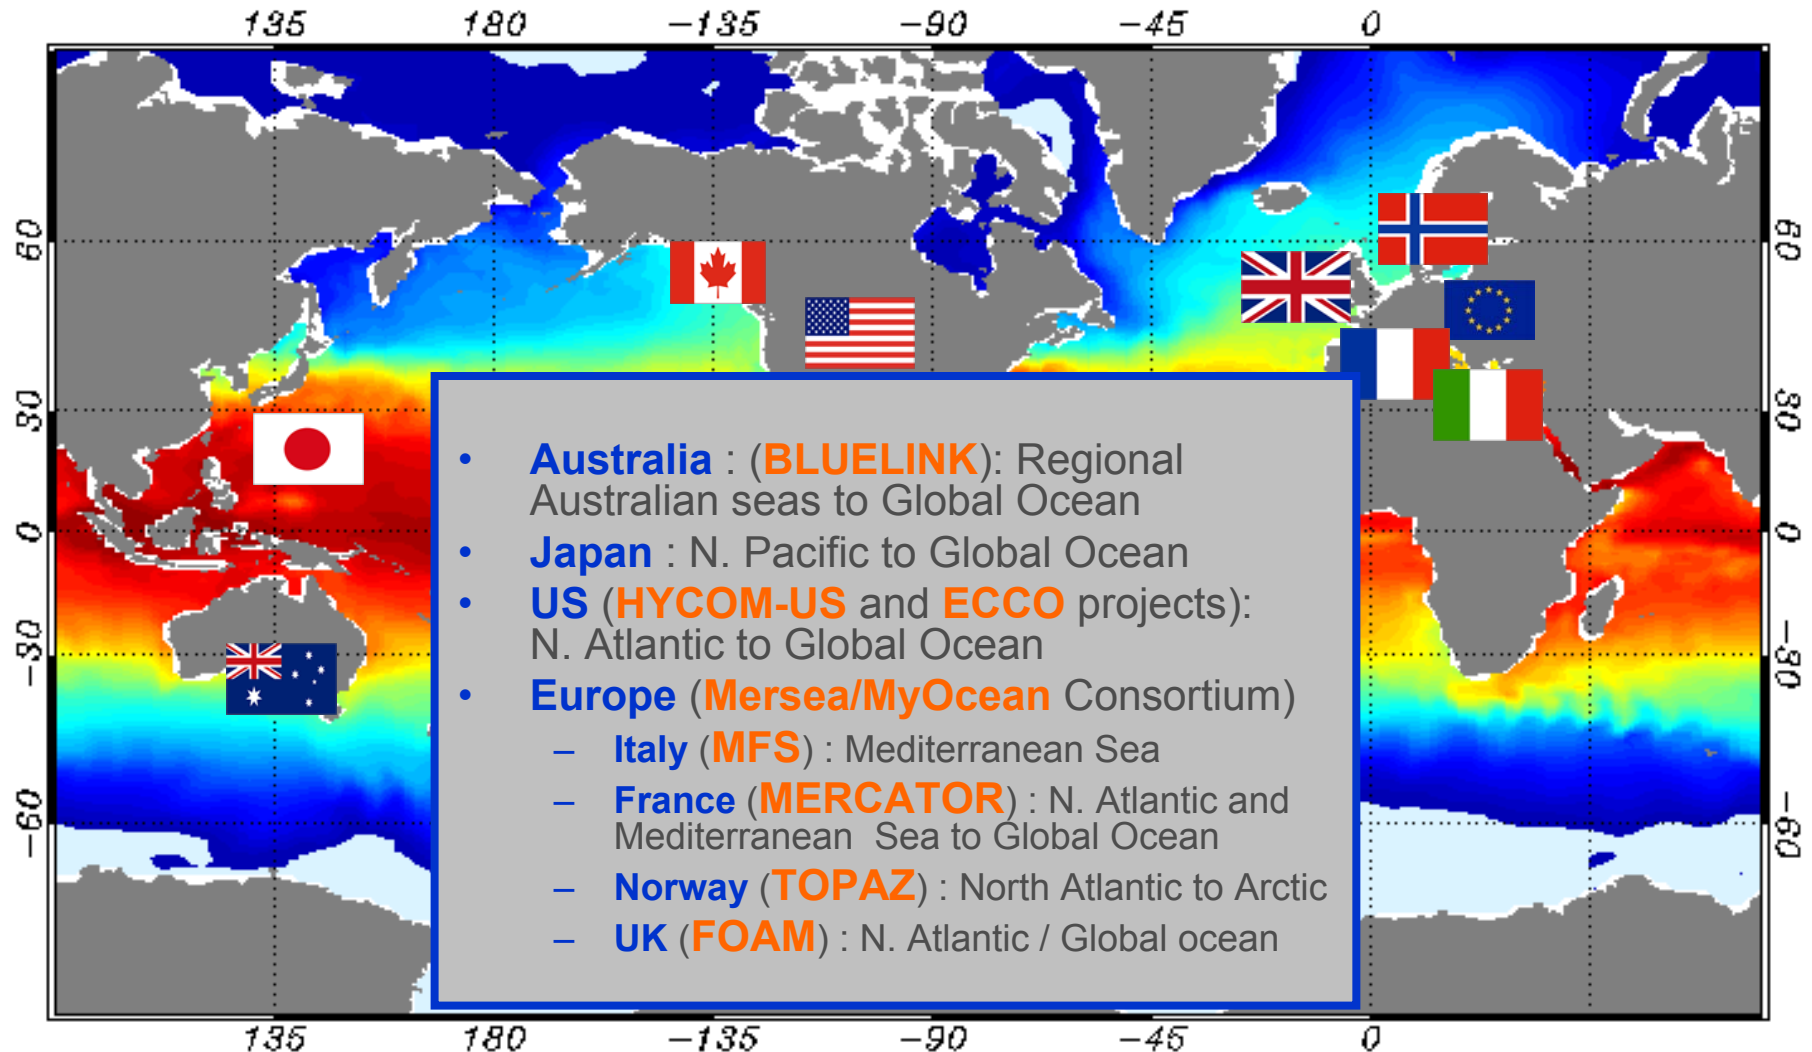 135 180 −135 −90 −45 0
60 60
30 30
0 0
−30 −30
−60 −60
• Australia : (BLUELINK): Regional
Australian seas to Global Ocean
• Japan : N. Pacific to Global Ocean
• US (HYCOM-US and ECCO projects):
N. Atlantic to Global Ocean
• Europe (Mersea/MyOcean Consortium)
– Italy (MFS) : Mediterranean Sea
– France (MERCATOR) : N. Atlantic and
Mediterranean Sea to Global Ocean
– Norway (TOPAZ) : North Atlantic to Arctic
– UK (FOAM) : N. Atlantic / Global ocean
135 180 −135 −90 −45 0